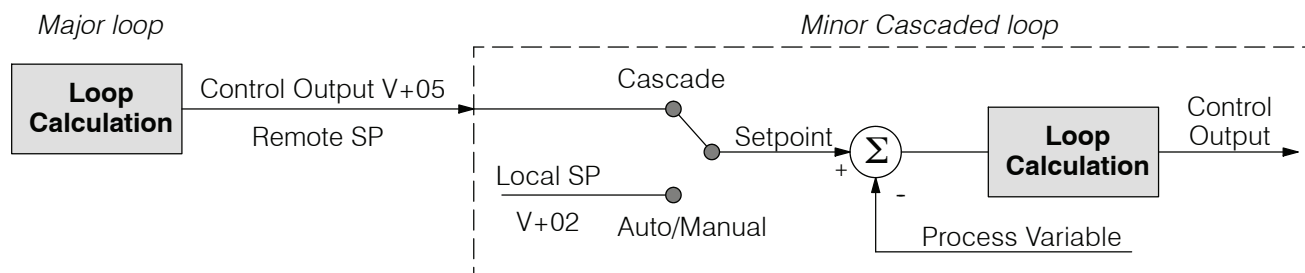 Major loop
Minor Cascaded loop
Loop
Calculation
Control Output V+05
Remote SP
Cascade
Local SP
V+02
Auto/Manual
Setpoint
+
Σ
-
Process Variable
Loop
Calculation
Control
Output